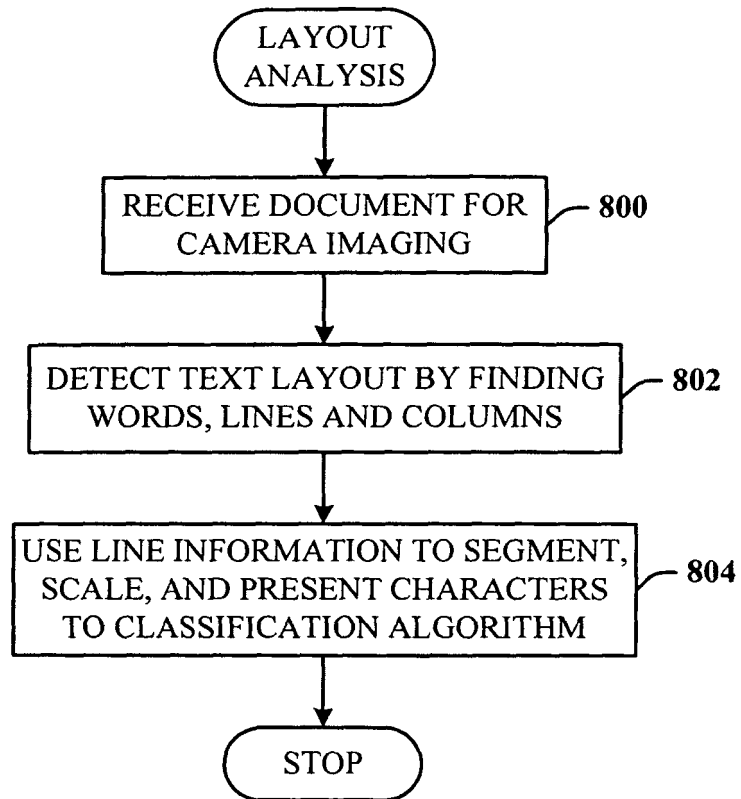 LAYOUT
ANALYSIS
RECEIVE DOCUMENT FOR
CAMERA IMAGING
800
DETECT TEXT LAYOUT BY FINDING
WORDS, LINES AND COLUMNS
802
USE LINE INFORMATION TO SEGMENT,
SCALE, AND PRESENT CHARACTERS
TO CLASSIFICATION ALGORITHM
804
STOP